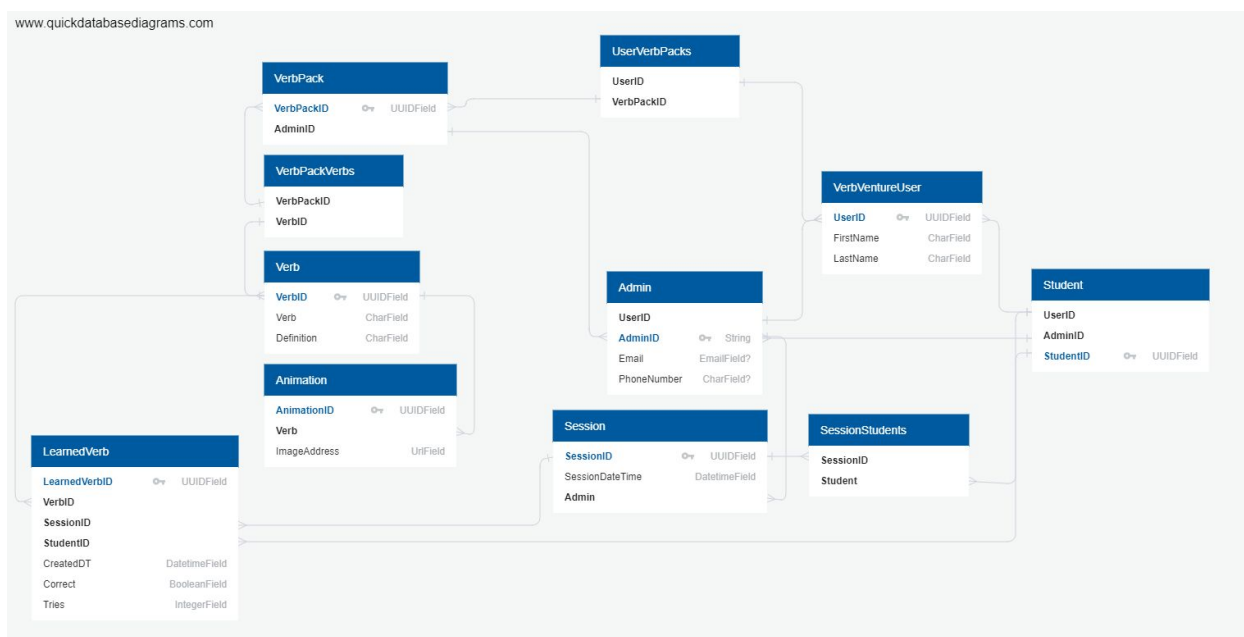 www.quickdatabasediagrams.com
UserVerbPacks
UserID
VerbPackID
VerbPack
VerbPackID UUIDField
AdminID
VerbPackVerbs
VerbPackID
VerbID
VerbVentureUser
UserID UUIDField
FirstName CharField
LastName CharField
Verb
VerbID UUIDField
Verb CharField
Definition CharField
Admin
UserID
AdminID String
Email EmailField?
PhoneNumber CharField?
Student
UserID
AdminID
StudentID UUIDField
Animation
AnimationID UUIDField
Verb
ImageAddress UrlField
Session
SessionID UUIDField
SessionDateTime DatetimeField
Admin
SessionStudents
SessionID
Student
LearnedVerb
LearnedVerbID UUIDField
VerbID
SessionID
StudentID
CreatedDT DatetimeField
Correct BooleanField
Tries IntegerField